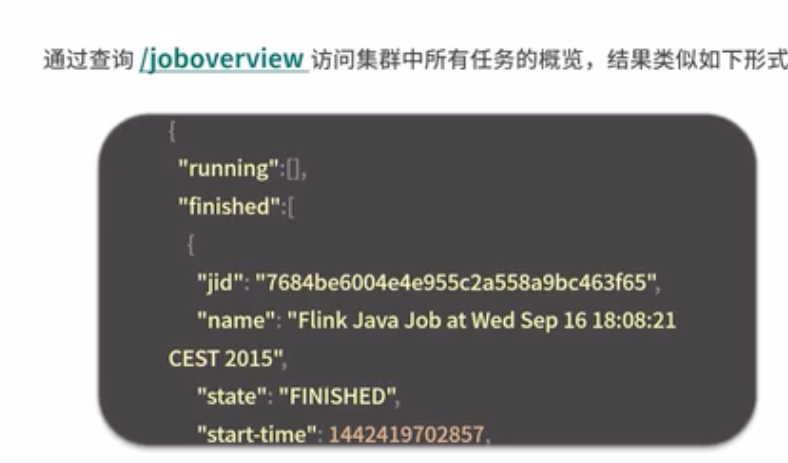 通过查询 /joboverview 访问集群中所有任务的概览，结果类似如下形式
{
"running":[],
"finished":[
{
"jid": "7684be6004e4e955c2a558a9bc463f65",
"name": "Flink Java Job at Wed Sep 16 18:08:21
CEST 2015",
"state": "FINISHED",
"start-time": 1442419702857,